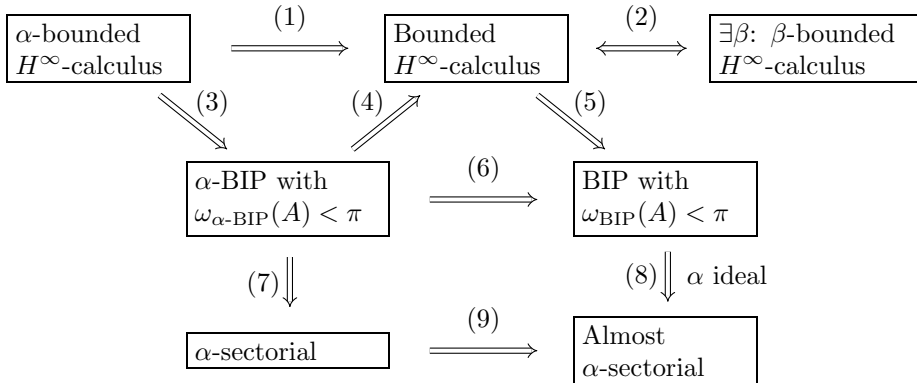 (1)
(2)
α-bounded
H^∞-calculus
Bounded
H^∞-calculus
∃β: β-bounded
H^∞-calculus
(3)
(4)
(5)
α-BIP with
ω_{α-BIP}(A) < π
(6)
BIP with
ω_{BIP}(A) < π
(7)
(8)
α ideal
α-sectorial
(9)
Almost
α-sectorial